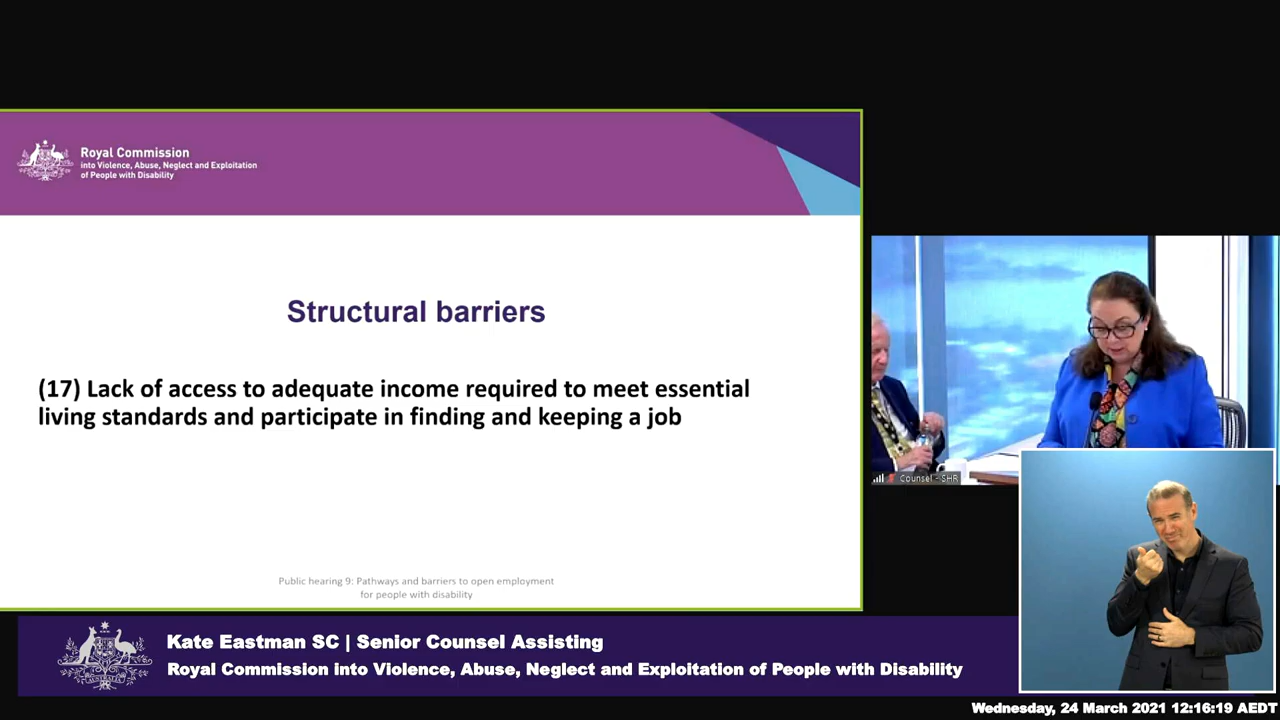 Royal Commission
into Violence, Abuse, Neglect and Exploitation
of People with Disability
Structural barriers
(17) Lack of access to adequate income required to meet essential
living standards and participate in finding and keeping a job
Public hearing 9: Pathways and barriers to open employment
for people with disability
Counsel - SHR
Kate Eastman SC | Senior Counsel Assisting
Royal Commission into Violence, Abuse, Neglect and Exploitation of People with Disability
Wednesday, 24 March 2021 12:16:19 AEDT